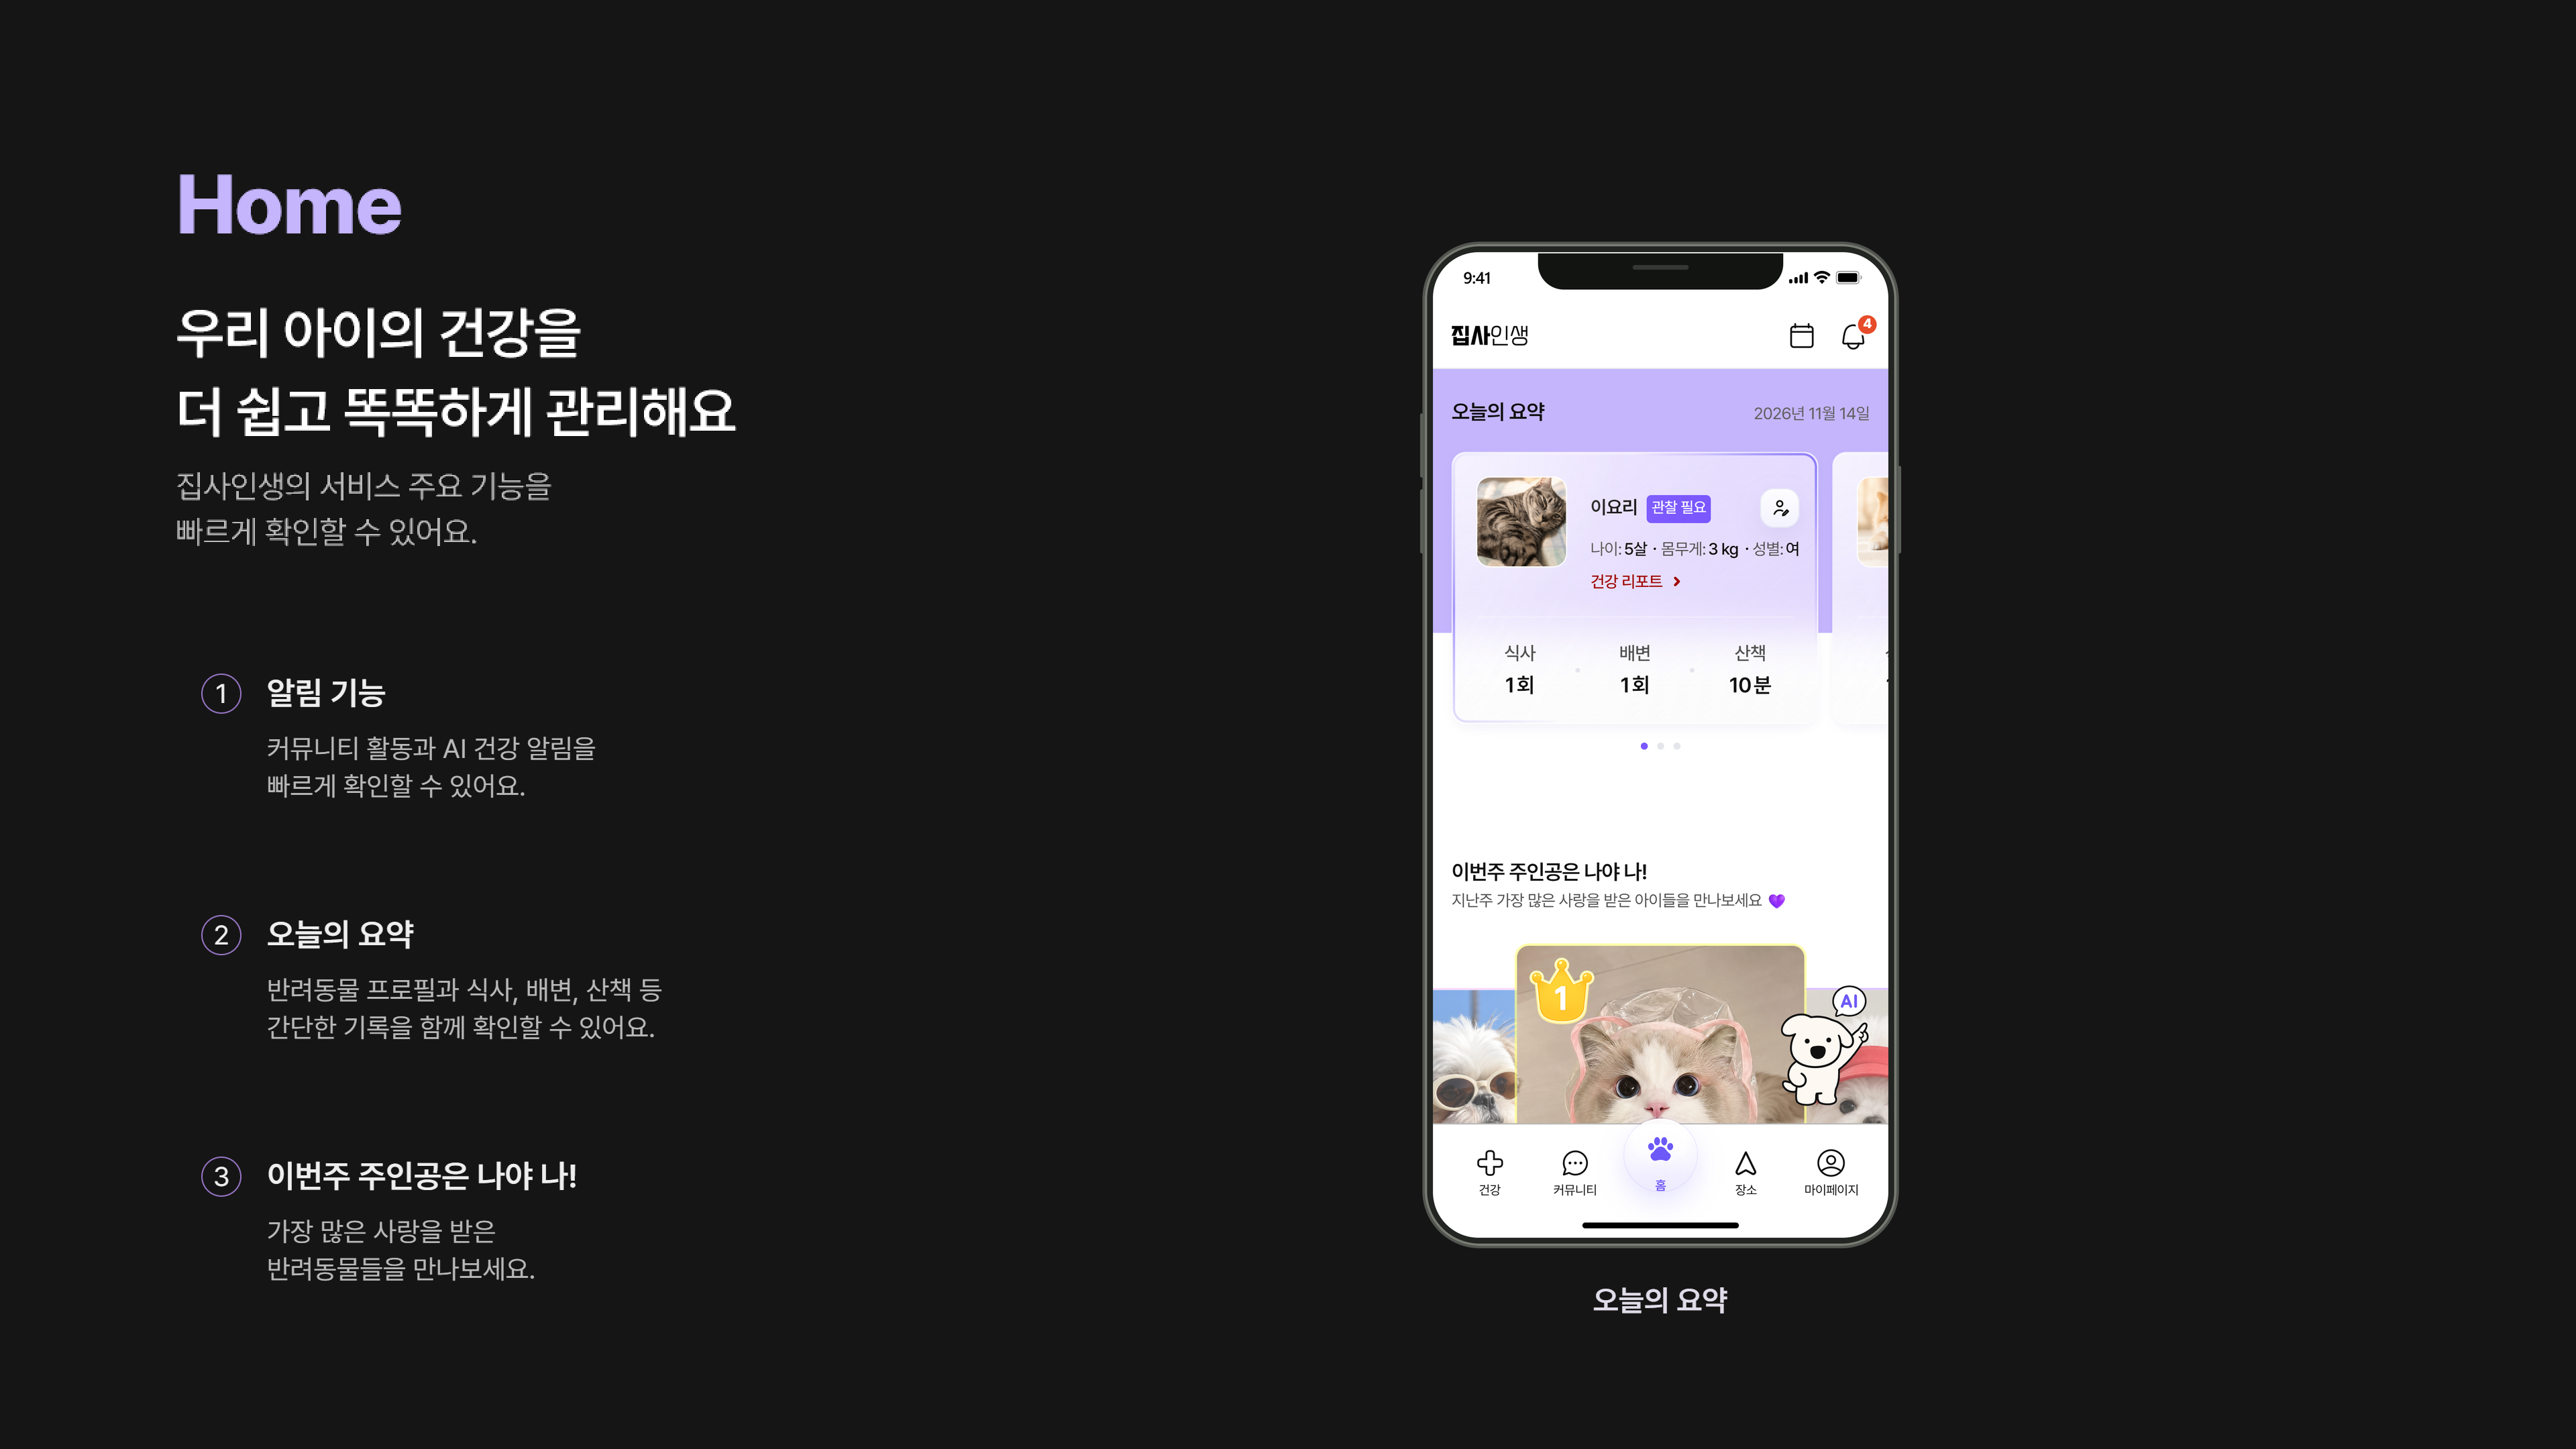 Home
우리 아이의 건강을
더 쉽고 똑똑하게 관리해요
집사인생의 서비스 주요 기능을
빠르게 확인할 수 있어요.
1 알림 기능
커뮤니티 활동과 AI 건강 알림을
빠르게 확인할 수 있어요.
2 오늘의 요약
반려동물 프로필과 식사, 배변, 산책 등
간단한 기록을 함께 확인할 수 있어요.
3 이번주 주인공은 나야 나!
가장 많은 사랑을 받은
반려동물들을 만나보세요.
9:41
집사인생
4
오늘의 요약 2026년 11월 14일
이요리 관찰 필요
나이: 5살 · 몸무게: 3 kg · 성별: 여
건강 리포트 >
식사 배변 산책
1회 1회 10분
이번주 주인공은 나야 나!
지난주 가장 많은 사랑을 받은 아이들을 만나보세요 💜
1
AI
건강 커뮤니티 홈 장소 마이페이지
오늘의 요약